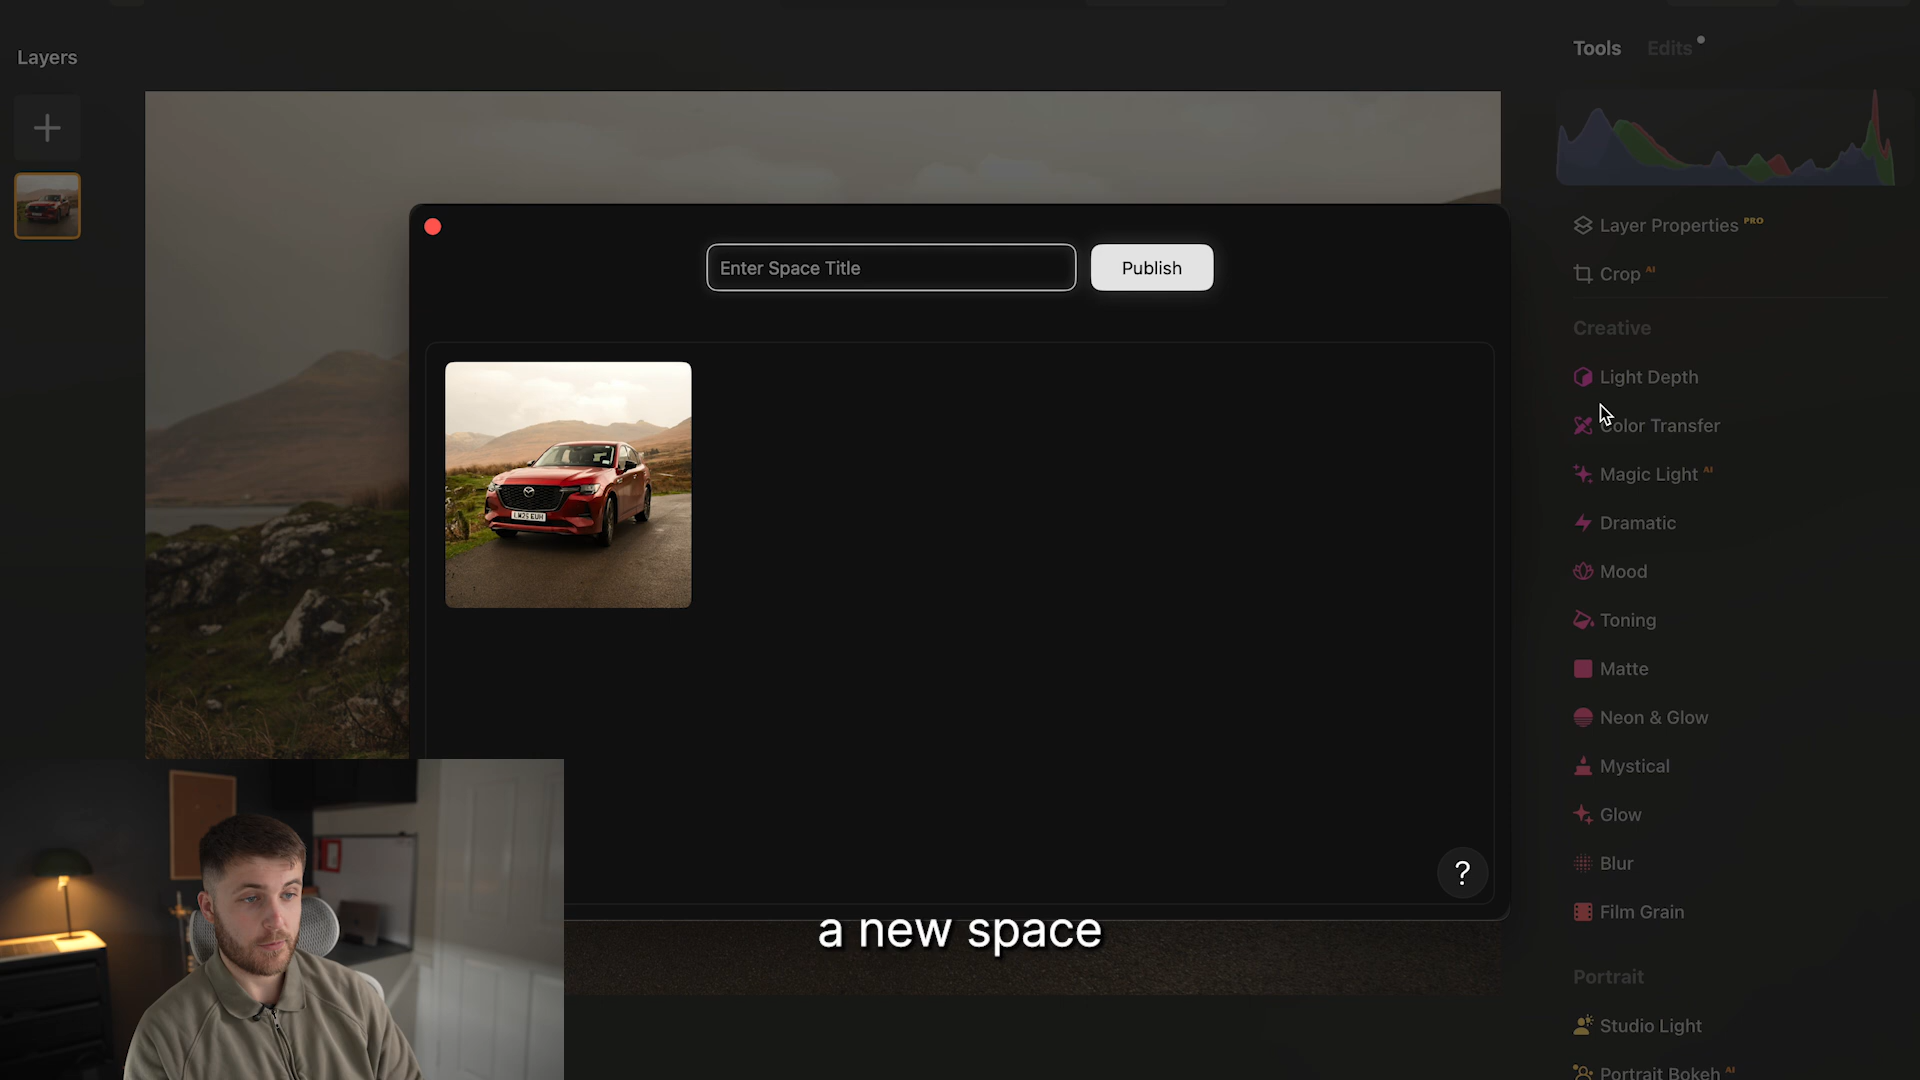 Layers
Tools Edits
Enter Space Title
Publish
Layer Properties PRO
Crop AI
Creative
Light Depth
Color Transfer
Magic Light AI
Dramatic
Mood
Toning
Matte
Neon & Glow
Mystical
Glow
Blur
Film Grain
Portrait
Studio Light
Portrait Bokeh AI
LM25 EUH
?
a new space